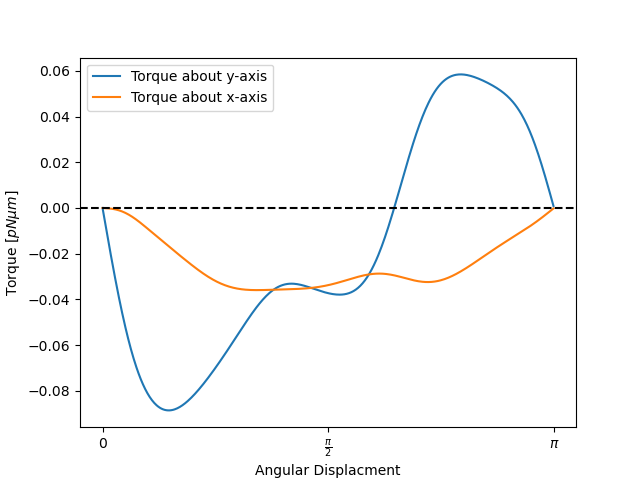 Torque about y-axis
Torque about x-axis
0.06
0.04
0.02
0.00
−0.02
−0.04
−0.06
−0.08
Torque [pNμm]
0
π/2
π
Angular Displacment